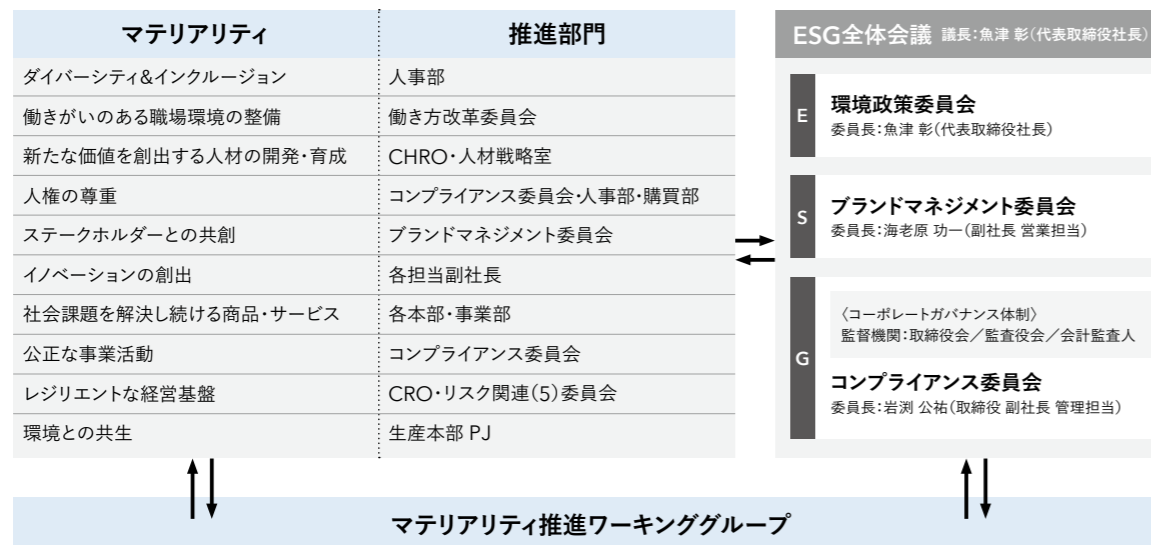 マテリアリティ 推進部門
ダイバーシティ&インクルージョン 人事部
働きがいのある職場環境の整備 働き方改革委員会
新たな価値を創出する人材の開発・育成 CHRO・人材戦略室
人権の尊重 コンプライアンス委員会・人事部・購買部
ステークホルダーとの共創 ブランドマネジメント委員会
イノベーションの創出 各担当副社長
社会課題を解決し続ける商品・サービス 各本部・事業部
公正な事業活動 コンプライアンス委員会
レジリエントな経営基盤 CRO・リスク関連(5)委員会
環境との共生 生産本部 PJ
ESG全体会議 議長:魚津 彰(代表取締役社長)
E
環境政策委員会
委員長:魚津 彰(代表取締役社長)
S
ブランドマネジメント委員会
委員長:海老原 功一(副社長 営業担当)
G
〈コーポレートガバナンス体制〉
監督機関:取締役会/監査役会/会計監査人
コンプライアンス委員会
委員長:岩渕 公祐(取締役 副社長 管理担当)
マテリアリティ推進ワーキンググループ